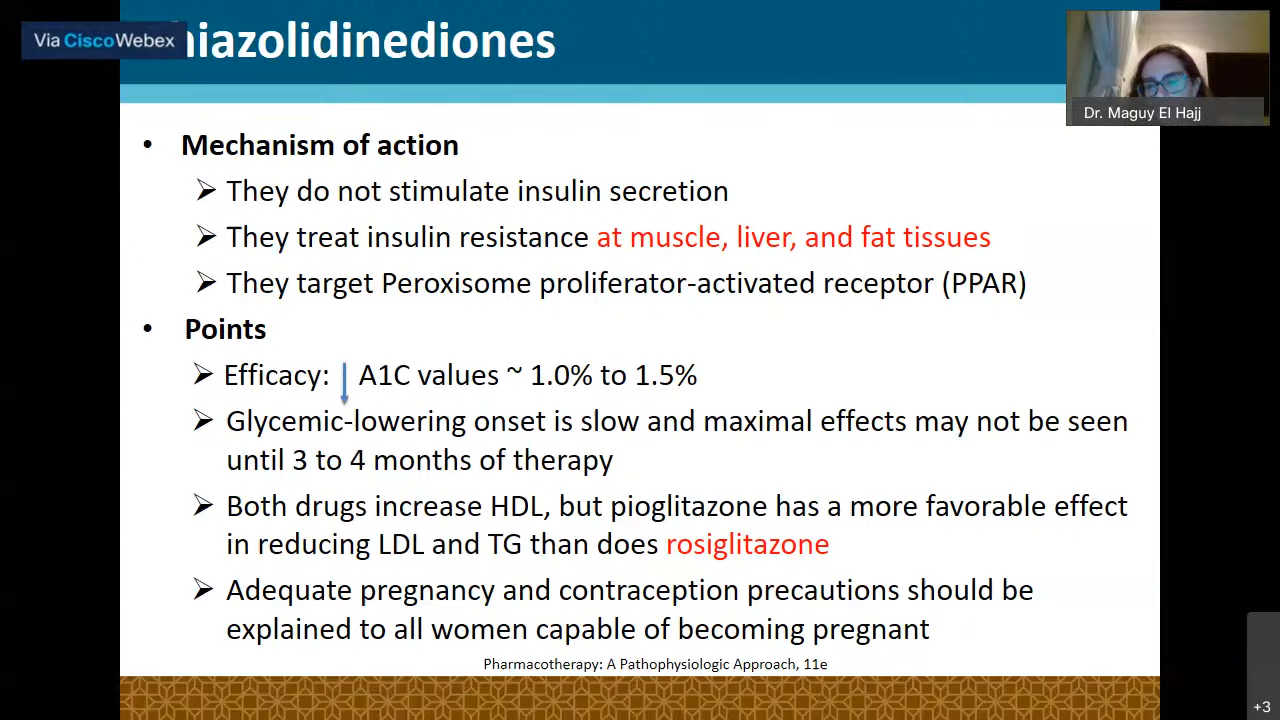 Via CiscoWebex
hiazolidinediones
Dr. Maguy El Hajj
• Mechanism of action
➢ They do not stimulate insulin secretion
➢ They treat insulin resistance at muscle, liver, and fat tissues
➢ They target Peroxisome proliferator-activated receptor (PPAR)
• Points
➢ Efficacy: ↓ A1C values ~ 1.0% to 1.5%
➢ Glycemic-lowering onset is slow and maximal effects may not be seen
until 3 to 4 months of therapy
➢ Both drugs increase HDL, but pioglitazone has a more favorable effect
in reducing LDL and TG than does rosiglitazone
➢ Adequate pregnancy and contraception precautions should be
explained to all women capable of becoming pregnant
Pharmacotherapy: A Pathophysiologic Approach, 11e
+3